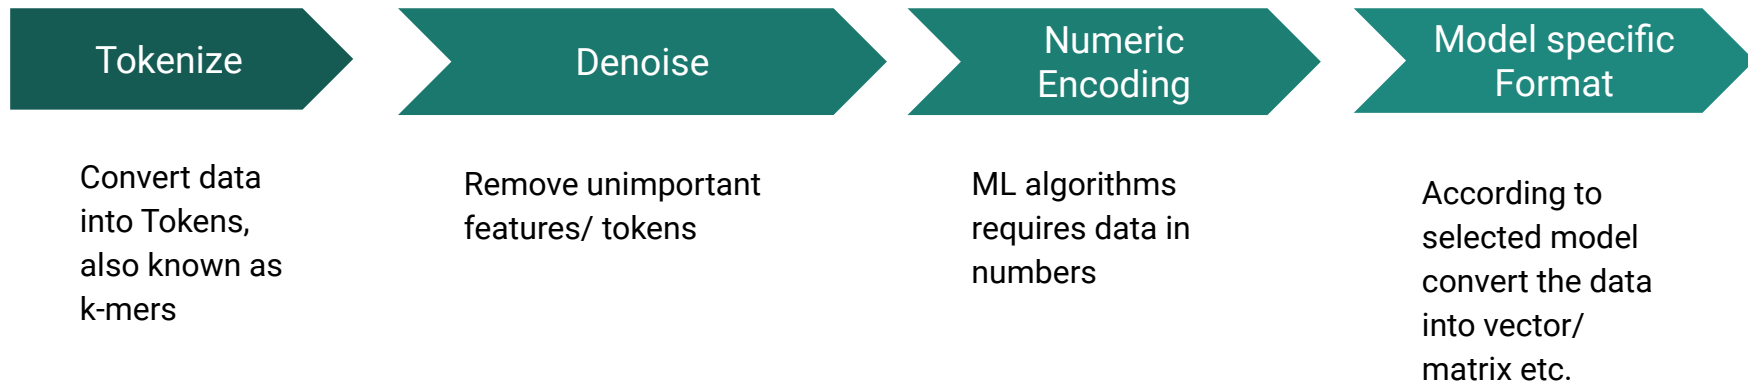 Tokenize
Denoise
Numeric
Encoding
Model specific
Format
Convert data
into Tokens,
also known as
k-mers
Remove unimportant
features/ tokens
ML algorithms
requires data in
numbers
According to
selected model
convert the data
into vector/
matrix etc.